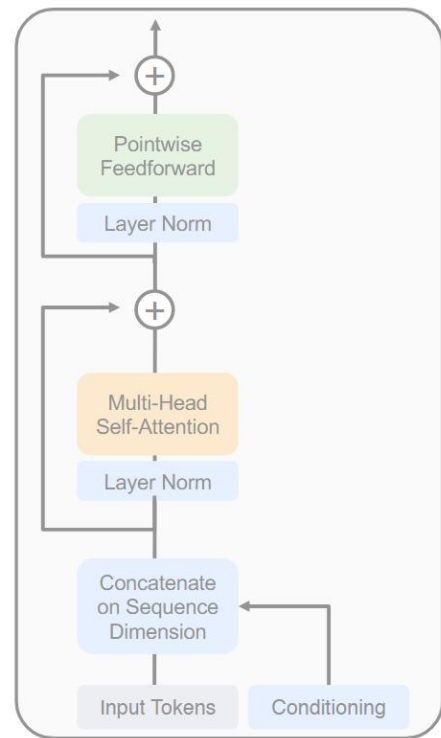 +
Pointwise
Feedforward
Layer Norm
+
Multi-Head
Self-Attention
Layer Norm
Concatenate
on Sequence
Dimension
Input Tokens
Conditioning